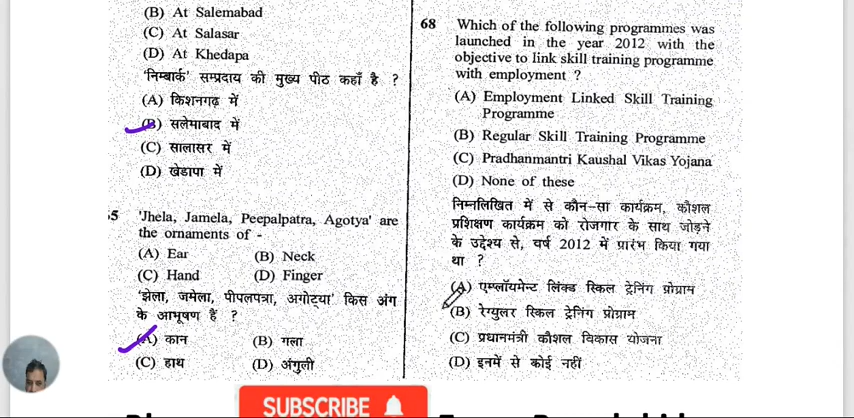 (B) At Salemabad
(C) At Salasar
(D) At Khedapa
'निम्बार्क' सम्प्रदाय की मुख्य पीठ कहाँ है ?
(A) किशनगढ़ में
(B) सलेमाबाद में
(C) सालासर में
(D) खेडापा में
'Jhela, Jamela, Peepalpatra, Agotya' are
the ornaments of -
(A) Ear (B) Neck
(C) Hand (D) Finger
'झेला, जमेला, पीपलपत्रा, अगोट्या' किस अंग
के आभूषण हैं ?
(A) कान (B) गला
(C) हाथ (D) अंगुली
68 Which of the following programmes was
launched in the year 2012 with the
objective to link skill training programme
with employment ?
(A) Employment Linked Skill Training
Programme
(B) Regular Skill Training Programme
(C) Pradhanmantri Kaushal Vikas Yojana
(D) None of these
निम्नलिखित में से कौन-सा कार्यक्रम, कौशल
प्रशिक्षण कार्यक्रम को रोजगार के साथ जोड़ने
के उद्देश्य से, वर्ष 2012 में प्रारंभ किया गया
था ?
(A) एम्प्लॉयमेन्ट लिंक्ड स्किल ट्रेनिंग प्रोग्राम
(B) रेग्युलर स्किल ट्रेनिंग प्रोग्राम
(C) प्रधानमंत्री कौशल विकास योजना
(D) इनमें से कोई नहीं
SUBSCRIBE